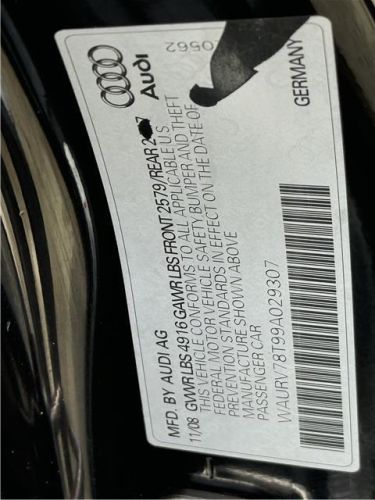 Audi
0562
MFD. BY AUDI AG
11/08 GVWR LBS 4916 GAWR LBS FRONT 2579/REAR
THIS VEHICLE CONFORMS TO ALL APPLICABLE U.S
FEDERAL MOTOR VEHICLE SAFETY BUMPER AND THEFT
PREVENTION STANDARDS IN EFFECT ON THE DATE OF
MANUFACTURE SHOWN ABOVE
PASSENGER CAR
WAURV78T99A029307
GERMANY